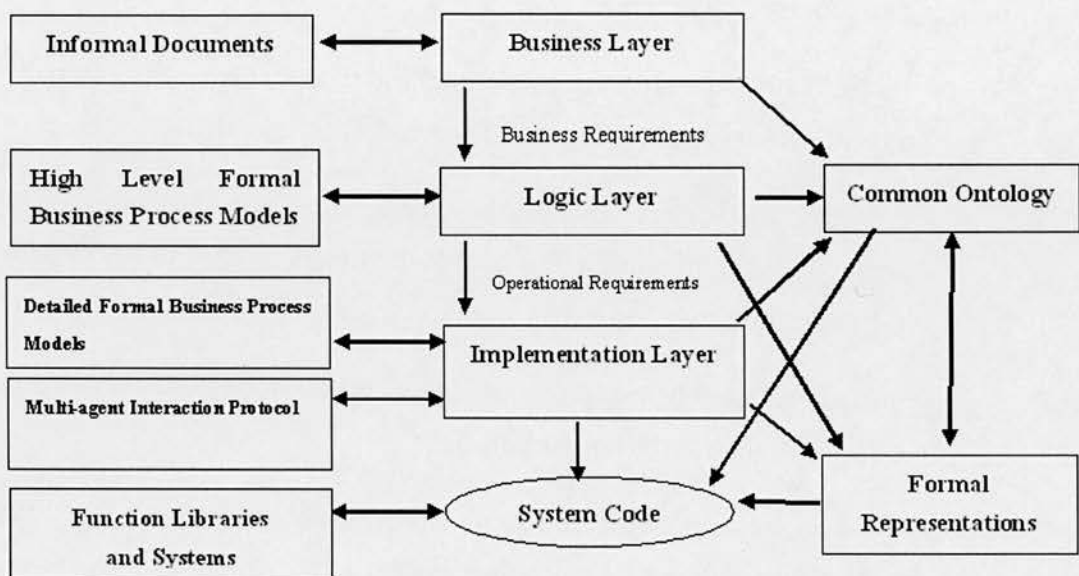 Informal Documents
Business Layer
Business Requirements
High Level Formal
Business Process Models
Logic Layer
Common Ontology
Operational Requirements
Detailed Formal Business Process
Models
Implementation Layer
Multi-agent Interaction Protocol
Formal
Representations
System Code
Function Libraries
and Systems